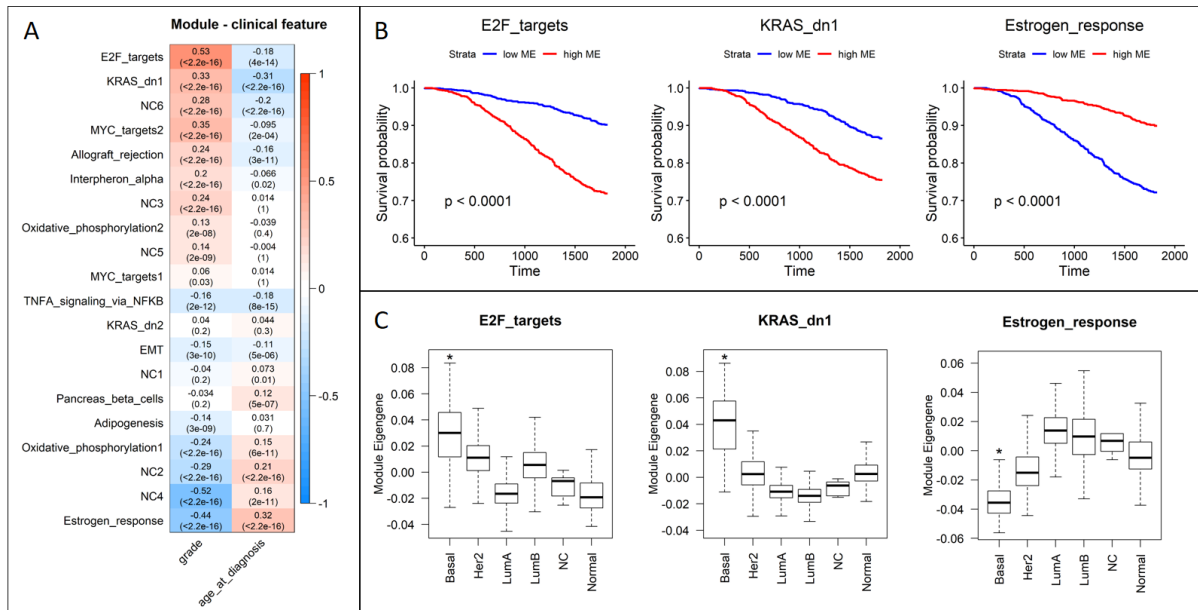 A
Module - clinical feature
E2F_targets 0.53 -0.18
(<2.2e-16) (4e-14)
KRAS_dn1 0.33 -0.31
(<2.2e-16) (<2.2e-16)
NC6 0.28 -0.2
(<2.2e-16) (<2.2e-16)
MYC_targets2 0.35 -0.095
(<2.2e-16) (2e-04)
Allograft_rejection 0.24 -0.16
(<2.2e-16) (3e-11)
Interpheron_alpha 0.2 -0.066
(<2.2e-16) (0.02)
NC3 0.24 0.014
(<2.2e-16) (1)
Oxidative_phosphorylation2 0.13 -0.039
(2e-08) (0.4)
NC5 0.14 -0.004
(2e-09) (1)
MYC_targets1 0.06 0.014
(0.03) (1)
TNFA_signaling_via_NFKB -0.16 -0.18
(2e-12) (8e-15)
KRAS_dn2 0.04 0.044
(0.2) (0.3)
EMT -0.15 -0.11
(3e-10) (5e-06)
NC1 -0.04 0.073
(0.2) (0.01)
Pancreas_beta_cells -0.034 0.12
(0.2) (5e-07)
Adipogenesis -0.14 0.031
(3e-09) (0.7)
Oxidative_phosphorylation1 -0.24 0.15
(<2.2e-16) (6e-11)
NC2 -0.29 0.21
(<2.2e-16) (<2.2e-16)
NC4 -0.52 0.16
(<2.2e-16) (2e-11)
Estrogen_response -0.44 0.32
(<2.2e-16) (<2.2e-16)
grade age_at_diagnosis
1
0.5
0
-0.5
-1
B
E2F_targets
Strata low ME high ME
Survival probability
1.0
0.9
0.8
0.7
0.6
p < 0.0001
0 500 1000 1500 2000
Time
KRAS_dn1
Strata low ME high ME
Survival probability
1.0
0.9
0.8
0.7
0.6
p < 0.0001
0 500 1000 1500 2000
Time
Estrogen_response
Strata low ME high ME
Survival probability
1.0
0.9
0.8
0.7
0.6
p < 0.0001
0 500 1000 1500 2000
Time
C
E2F_targets
Module Eigengene
0.08
0.06
0.04
0.02
0.00
-0.02
-0.04
*
Basal Her2 LumA LumB NC Normal
KRAS_dn1
Module Eigengene
0.08
0.06
0.04
0.02
0.00
-0.02
-0.04
*
Basal Her2 LumA LumB NC Normal
Estrogen_response
Module Eigengene
0.06
0.04
0.02
0.00
-0.02
-0.04
-0.06
*
Basal Her2 LumA LumB NC Normal